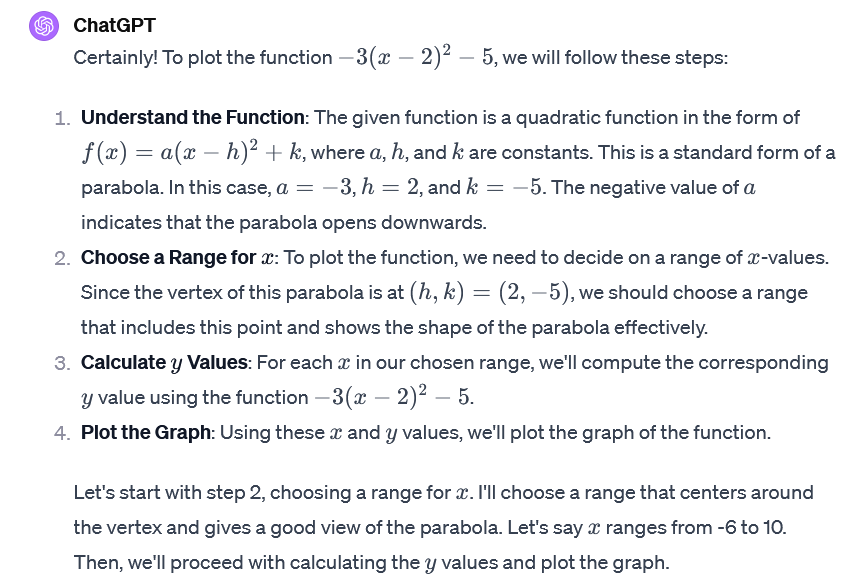 ChatGPT
Certainly! To plot the function −3(x − 2)² − 5, we will follow these steps:
1. Understand the Function: The given function is a quadratic function in the form of
f(x) = a(x − h)² + k, where a, h, and k are constants. This is a standard form of a
parabola. In this case, a = −3, h = 2, and k = −5. The negative value of a
indicates that the parabola opens downwards.
2. Choose a Range for x: To plot the function, we need to decide on a range of x-values.
Since the vertex of this parabola is at (h, k) = (2, −5), we should choose a range
that includes this point and shows the shape of the parabola effectively.
3. Calculate y Values: For each x in our chosen range, we'll compute the corresponding
y value using the function −3(x − 2)² − 5.
4. Plot the Graph: Using these x and y values, we'll plot the graph of the function.
Let's start with step 2, choosing a range for x. I'll choose a range that centers around
the vertex and gives a good view of the parabola. Let's say x ranges from -6 to 10.
Then, we'll proceed with calculating the y values and plot the graph.